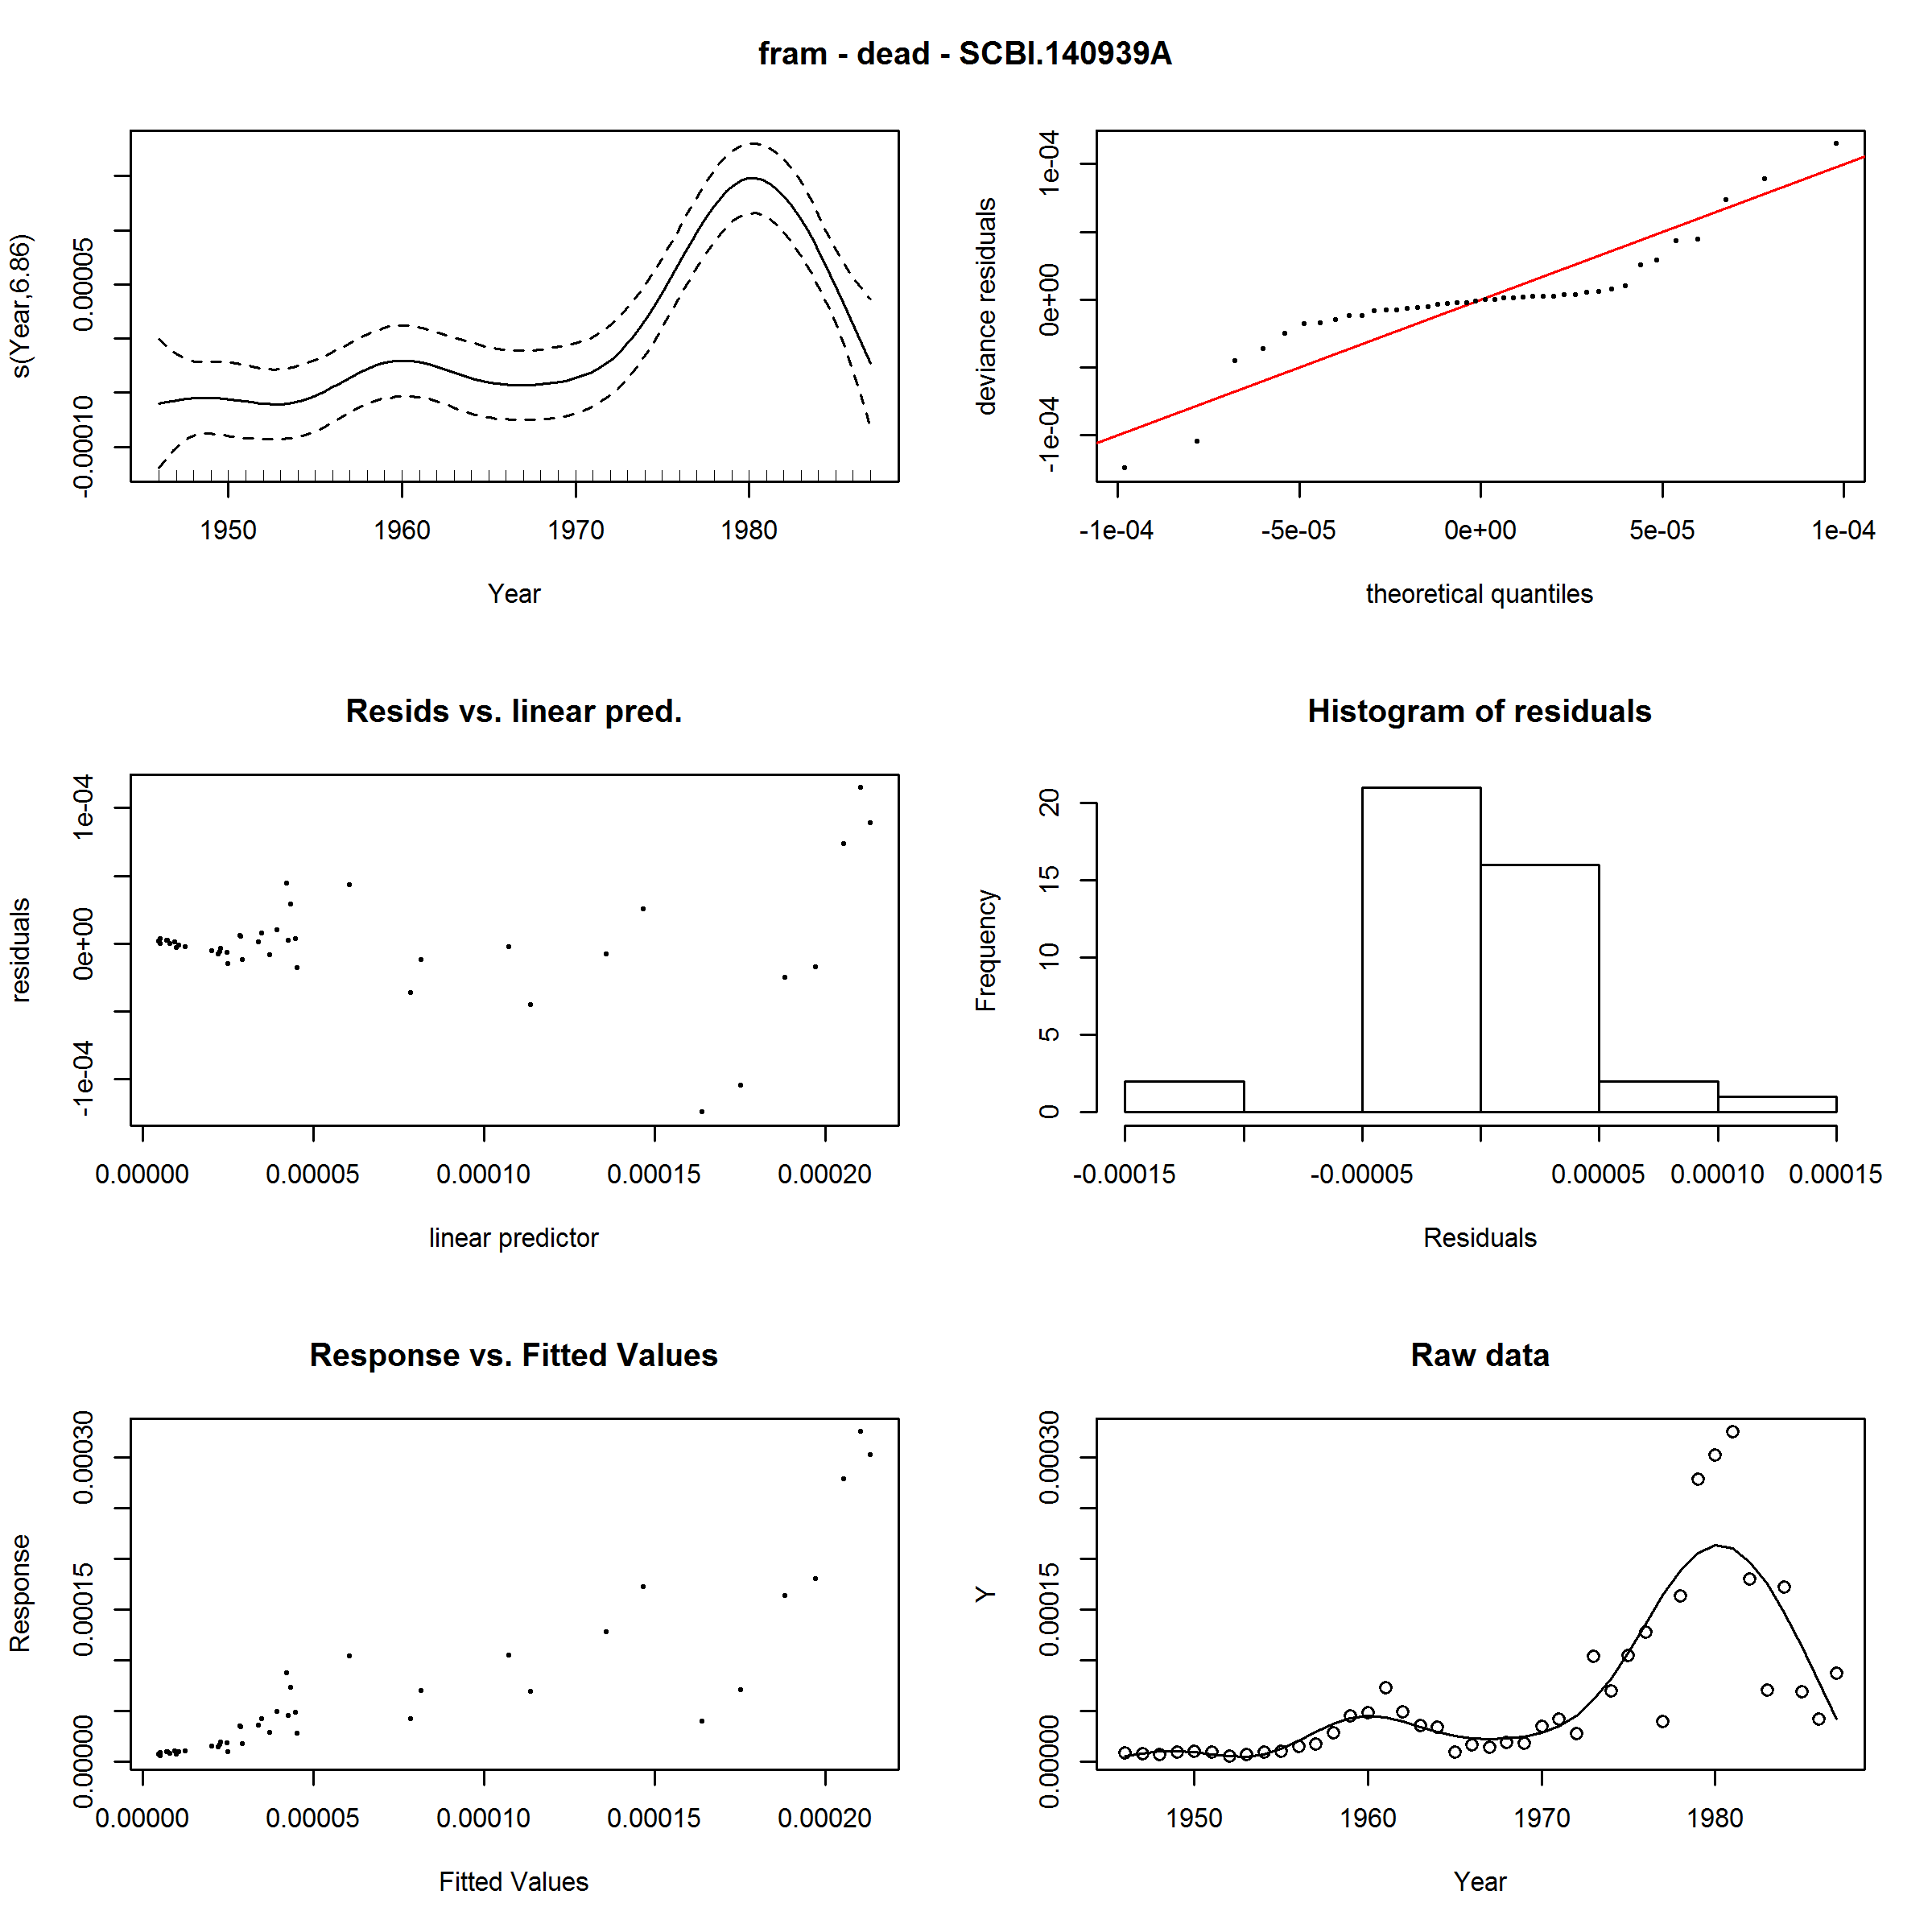 fram - dead - SCBI.140939A
s(Year,6.86)
-0.00010 0.00005
1950 1960 1970 1980
Year
deviance residuals
-1e-04 0e+00 1e-04
-1e-04 -5e-05 0e+00 5e-05 1e-04
theoretical quantiles
Resids vs. linear pred.
residuals
-1e-04 0e+00 1e-04
0.00000 0.00005 0.00010 0.00015 0.00020
linear predictor
Histogram of residuals
Frequency
0 5 10 15 20
-0.00015 -0.00005 0.00005 0.00010 0.00015
Residuals
Response vs. Fitted Values
Response
0.00000 0.00015 0.00030
0.00000 0.00005 0.00010 0.00015 0.00020
Fitted Values
Raw data
Y
0.00000 0.00015 0.00030
1950 1960 1970 1980
Year